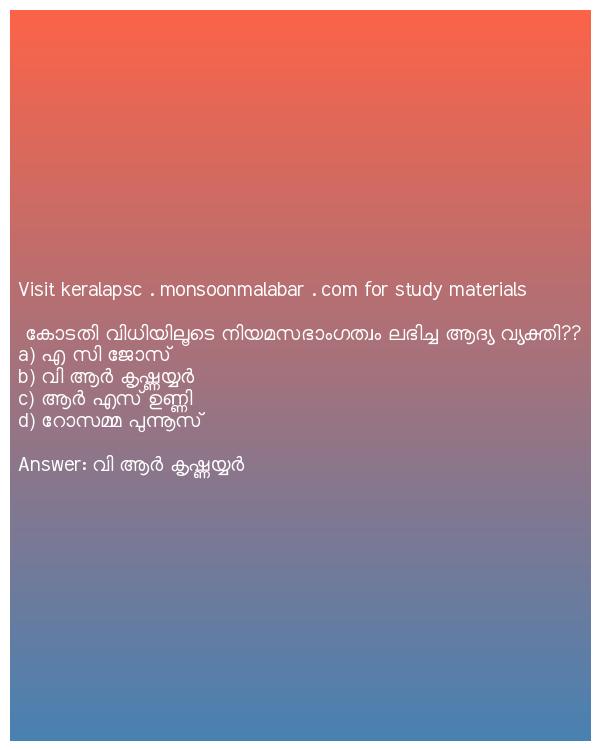 Visit keralapsc . monsoonmalabar . com for study materials
കോടതി വിധിയിലൂടെ നിയമസഭാംഗത്വം ലഭിച്ച ആദ്യ വ്യക്തി??
a) എ സി ജോസ്
b) വി ആർ കൃഷ്ണയ്യർ
c) ആർ എസ് ഉണ്ണി
d) റോസമ്മ പുന്നൂസ്
Answer: വി ആർ കൃഷ്ണയ്യർ